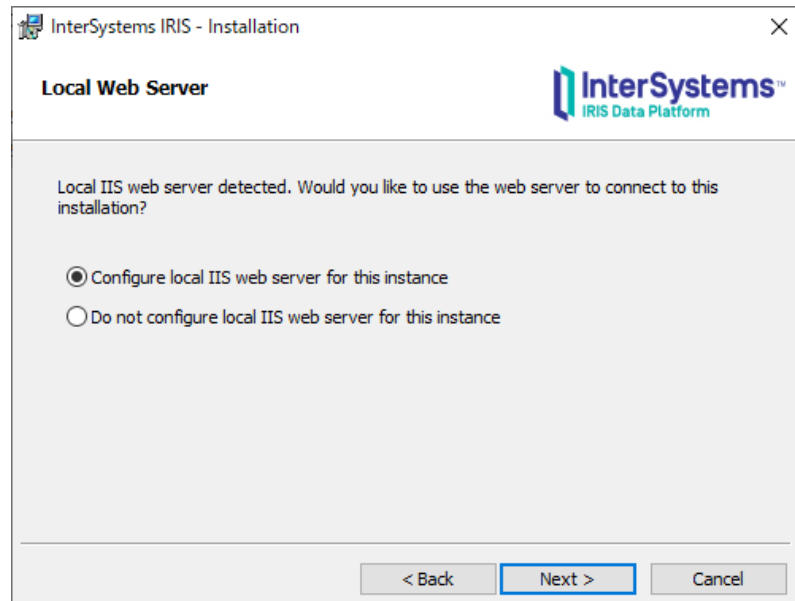 InterSystems IRIS - Installation
Local Web Server
InterSystems™
IRIS Data Platform
Local IIS web server detected. Would you like to use the web server to connect to this
installation?
Configure local IIS web server for this instance
Do not configure local IIS web server for this instance
< Back
Next >
Cancel